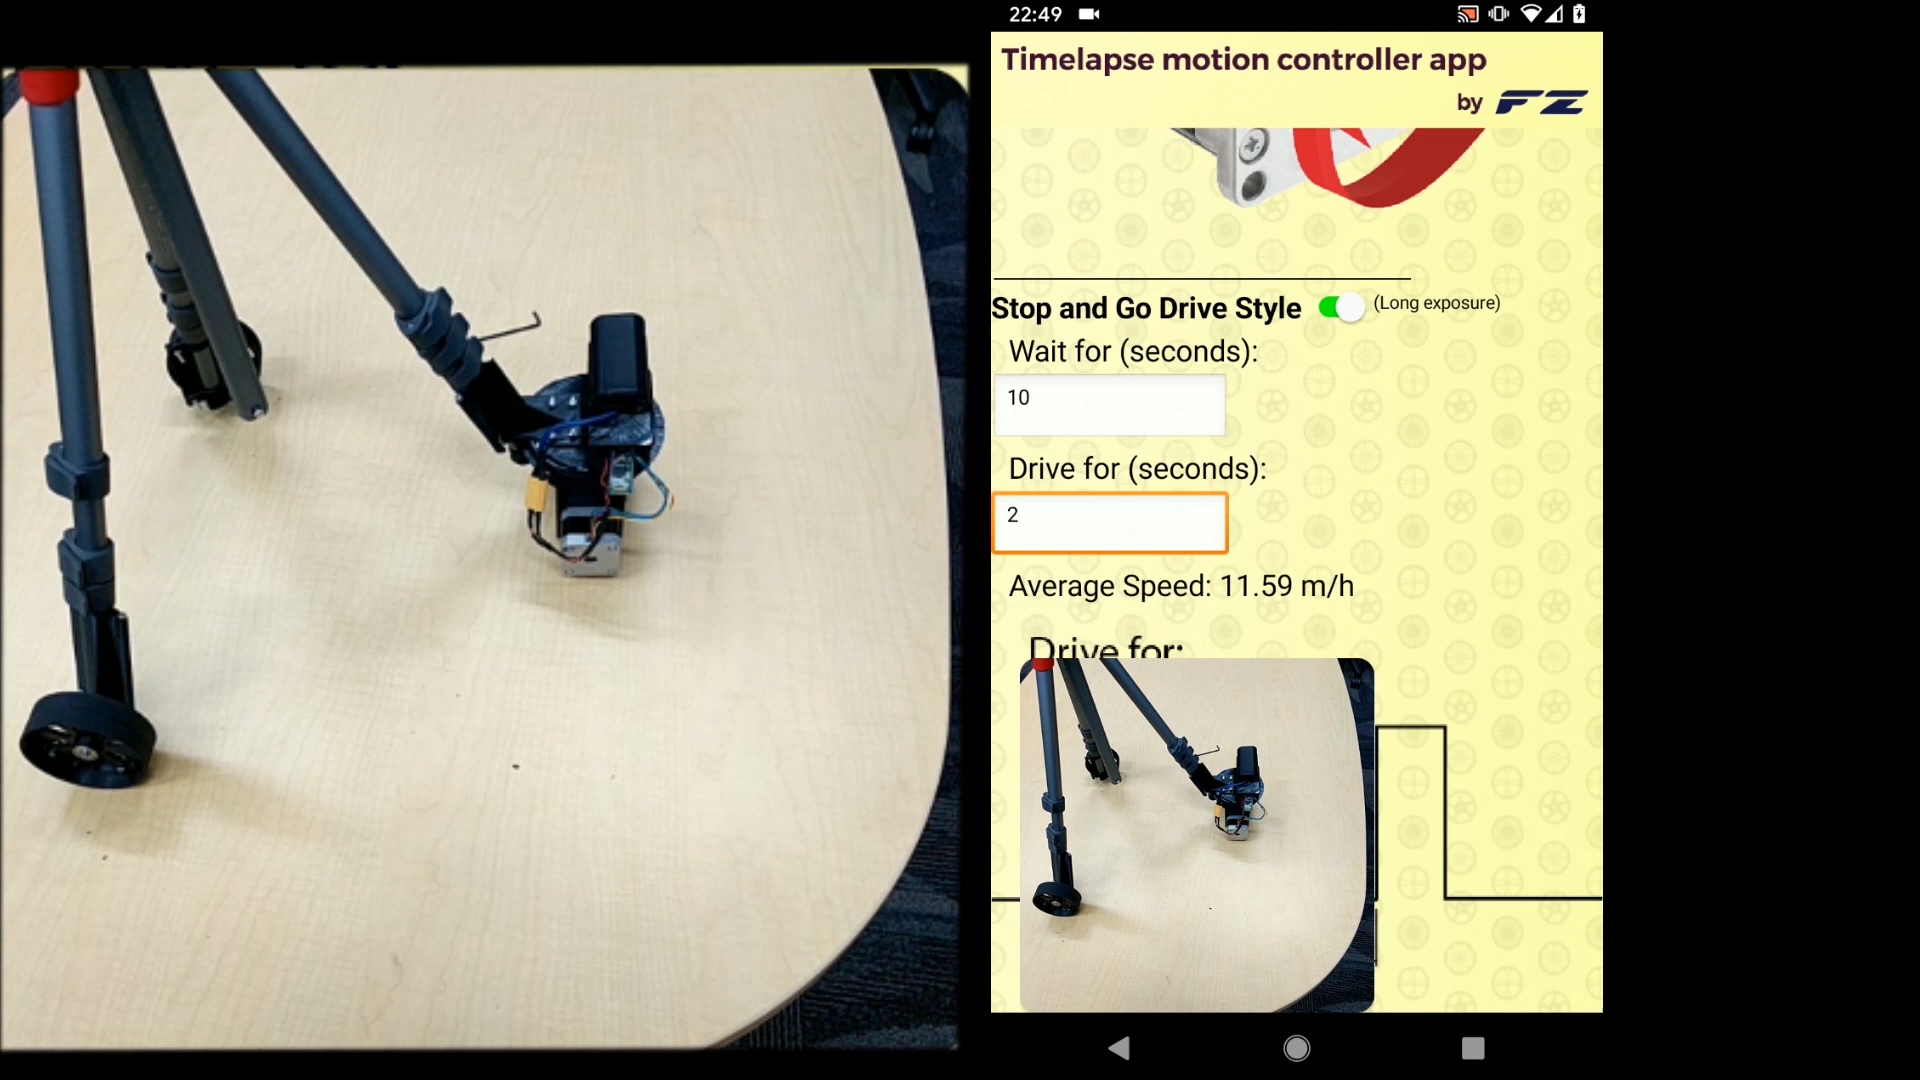 22:49
Timelapse motion controller app
by FZ
Stop and Go Drive Style (Long exposure)
Wait for (seconds):
10
Drive for (seconds):
2
Average Speed: 11.59 m/h
Drive for: